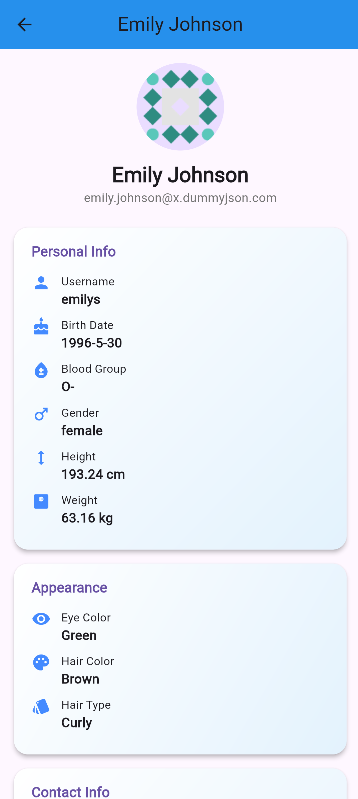 Emily Johnson
Emily Johnson
emily.johnson@x.dummyjson.com
Personal Info
Username
emilys
Birth Date
1996-5-30
Blood Group
O-
Gender
female
Height
193.24 cm
Weight
63.16 kg
Appearance
Eye Color
Green
Hair Color
Brown
Hair Type
Curly
Contact Info